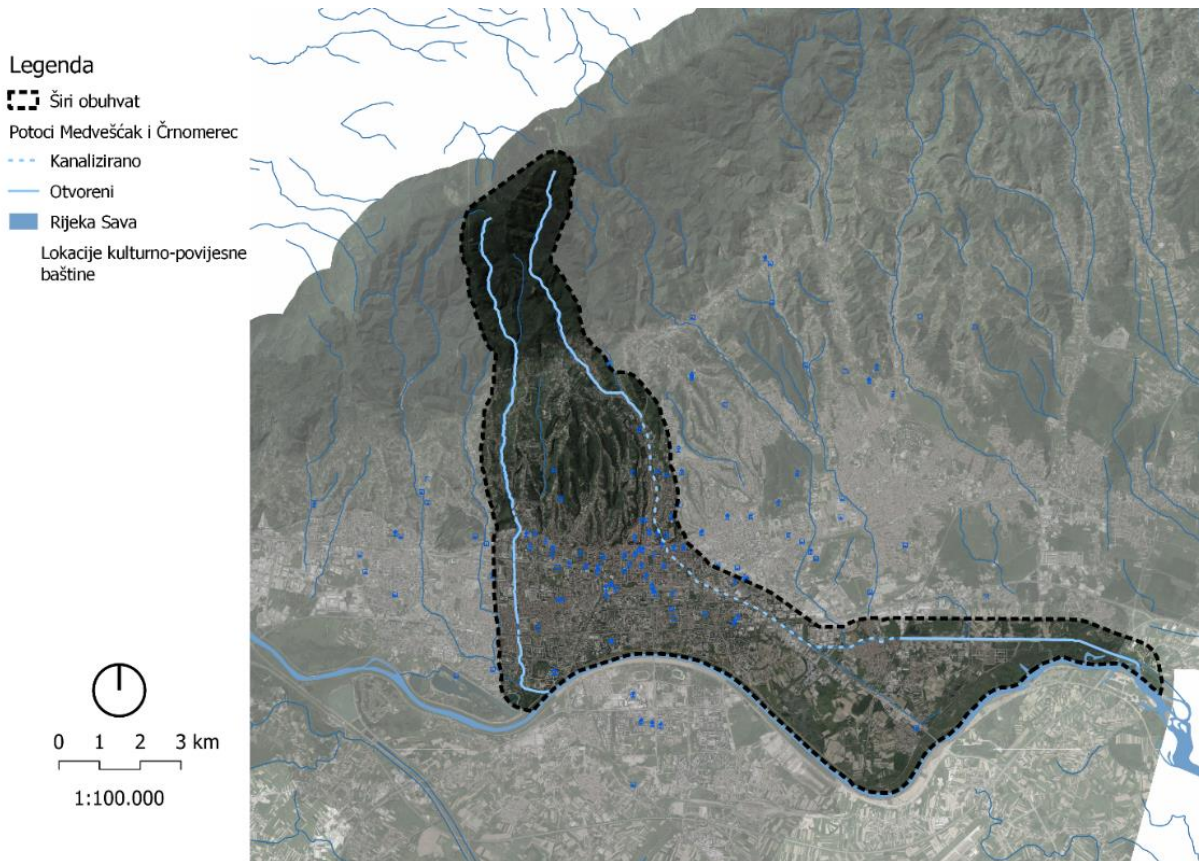 Legenda
Širi obuhvat
Potoci Medveščak i Črnomerec
Kanalizirano
Otvoreni
Rijeka Sava
Lokacije kulturno-povijesne
baštine
0 1 2 3 km
1:100.000